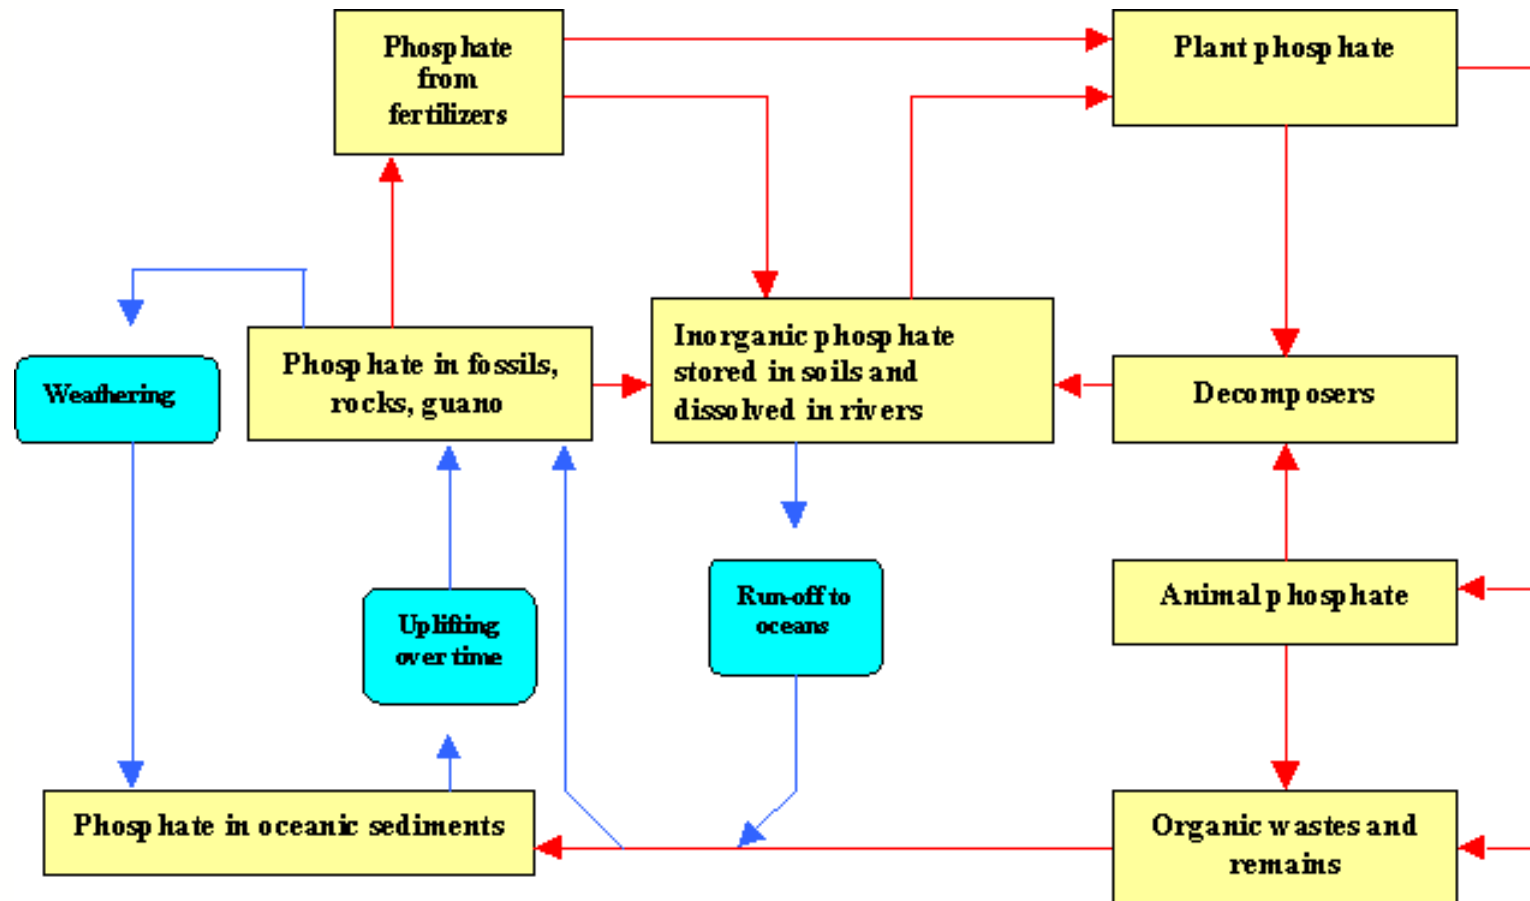 Phosphate
from
fertilizers
Plant phosphate
Weathering
Phosphate in fossils,
rocks, guano
Inorganic phosphate
stored in soils and
dissolved in rivers
Decomposers
Uplifting
over time
Run-off to
oceans
Animal phosphate
Phosphate in oceanic sediments
Organic wastes and
remains